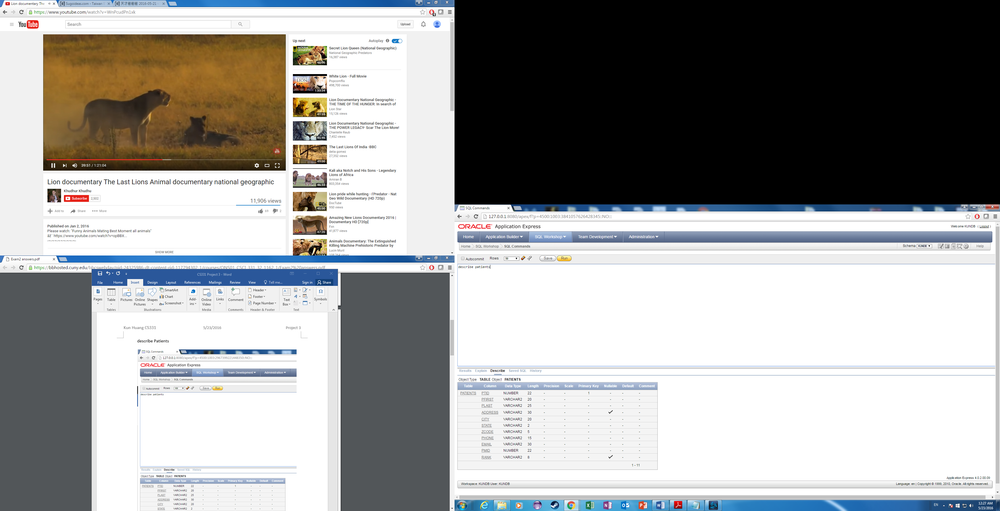 Lion documentary The
Sugoideas.com - Taiwan
天才衝衝衝 2016-05-21 -
https://www.youtube.com/watch?v=WnPcudPn1xk
YouTube
Search
Upload
39:51 / 1:21:04
Lion documentary The Last Lions Animal documentary national geographic
Khudhur Khudhu
Subscribe 2,502
11,906 views
Add to Share More
69 2
Published on Jan 2, 2016
Please watch: "Funny Animals Mating Best Moment all animals"
âž¨ https://www.youtube.com/watch?v=opBBX...
SHOW MORE
Up next Autoplay
NATIONAL GEOGRAPHIC
46:06
Secret Lion Queen (National Geographic)
National Geographic Predators
16,387 views
LION
1:33:34
White Lion - Full Movie
Popcornflix
498,700 views
41:55
Lion Documentary National Geographic -
THE TIME OF THE HUNGER: In search of
Lion Star
15,126 views
45:46
Lion Documentary National Geographic -
THE POWER LEGACY- Scar The Lion More!
Chantelle Raub
7,452 views
49:00
The Last Lions Of India -BBC
delia gomez
27,352 views
46:33
Kali aka Notch and His Sons - Legendary
Lions of Africa
Amiran B
803,354 views
45:00
Lion pride while hunting - I'Predator - Nat
Geo Wild Documentary (HD 720p)
DocTube
950 views
47:20
Amazing New Lions Documentary 2016 |
Documentary HD [720p]
Fxn
41,877 views
Animals Documentary: The Extinguished
Killing Machine Prehistoric Predator by
Lucin Muril
108,264 views
Exam2 answers.pdf
https://bbhosted.cuny.edu/bbcswebdav/pid-24325986-dt-content-rid-117794302_1/courses/QNS01_CSCI_331_32_1162_1/Exam2%20answers.pdf
CS331 Project 3 - Word
File Home Insert Design Layout References Mailings Review View Tell me... Sign in Share
Pages
Table
Pictures
Online Pictures
Shapes
SmartArt
Chart
Screenshot
Add-ins
Online Video
Links
Comment
Header
Footer
Page Number
Text Box
Symbols
Tables Illustrations Media Comments Header & Footer Text
Kun Huang CS331 5/23/2016 Project 3
describe Patients
SQL Commands
127.0.0.1:8080/apex/f?p=4500:1003:2967399221448350::NO:::
ORACLE Application Express
Home Application Builder SQL Workshop Team Development Administration
Home SQL Workshop SQL Commands
Autocommit Rows 100 Save Run
describe patients
Results Explain Describe Saved SQL History
Object Type TABLE Object PATIENTS
Table Column Data Type Length Precision Scale Primary Key Nullable Default Comment
PATIENTS PTID NUMBER 22 - - 1 - - -
PFIRST VARCHAR2 20 - - - - - -
PLAST VARCHAR2 25 - - - - - -
ADDRESS VARCHAR2 30 - - - - - -
CITY VARCHAR2 20 - - - - - -
STATE VARCHAR2 2 - - - - - -
SQL Commands
127.0.0.1:8080/apex/f?p=4500:1003:3841057626428345::NO:::
ORACLE Application Express
Welcome KUNDB (Logout)
Home Application Builder SQL Workshop Team Development Administration
Home SQL Workshop SQL Commands
Schema KUNDB Help
Autocommit Rows 50 Save Run
describe patients
Results Explain Describe Saved SQL History
Object Type TABLE Object PATIENTS
Table Column Data Type Length Precision Scale Primary Key Nullable Default Comment
PATIENTS PTID NUMBER 22 - - 1 - - -
PFIRST VARCHAR2 20 - - - - - -
PLAST VARCHAR2 25 - - - - - -
ADDRESS VARCHAR2 30 - - - ✓ - -
CITY VARCHAR2 20 - - - - - -
STATE VARCHAR2 2 - - - - - -
ZCODE VARCHAR2 5 - - - - - -
PHONE VARCHAR2 15 - - - - - -
EMAIL VARCHAR2 30 - - - - - -
PMID NUMBER 22 - - - - - -
RANK VARCHAR2 8 - - - ✓ - -
1 - 11
Application Express 4.0.2.00.09
Workspace: KUNDB User: KUNDB
Language: en | Copyright © 1999, 2010, Oracle. All rights reserved.
EN
12:27 AM
5/23/2016